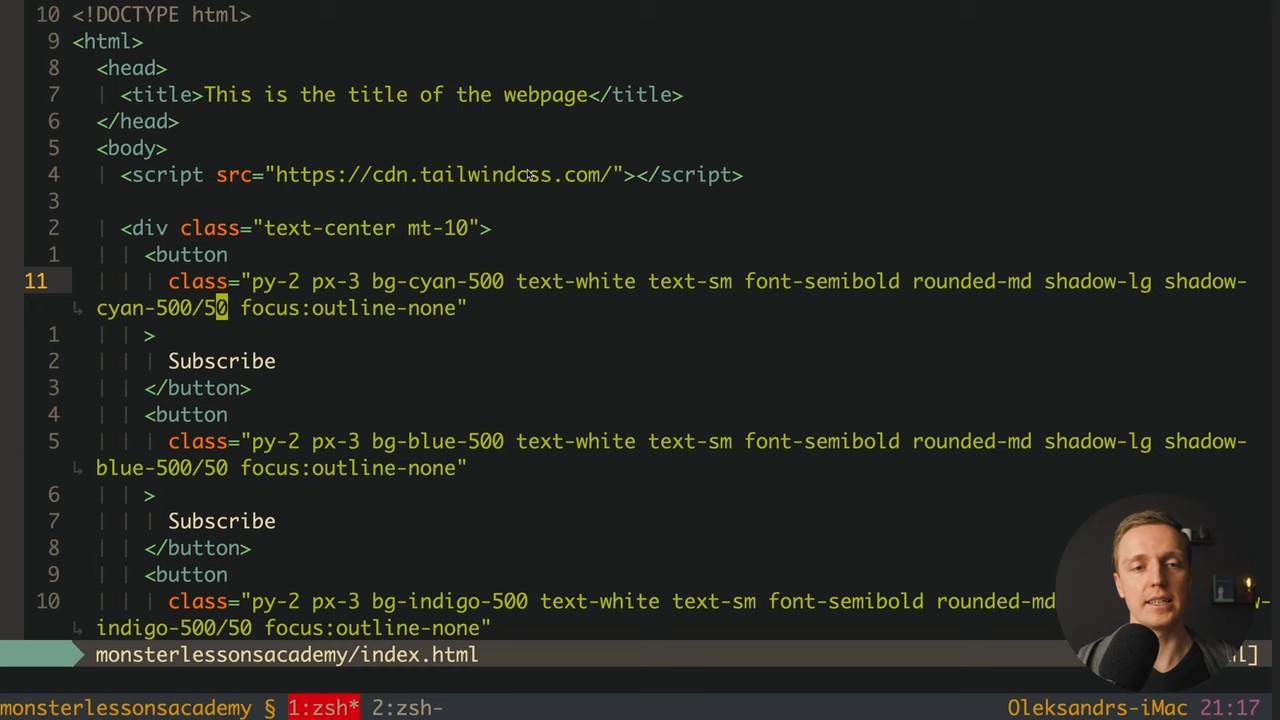 10 <!DOCTYPE html>
9 <html>
8 <head>
7 <title>This is the title of the webpage</title>
6 </head>
5 <body>
4 <script src="https://cdn.tailwindcss.com/"></script>
3
2 <div class="text-center mt-10">
1 <button
11 class="py-2 px-3 bg-cyan-500 text-white text-sm font-semibold rounded-md shadow-lg shadow-
↳ cyan-500/50 focus:outline-none"
1 >
2 Subscribe
3 </button>
4 <button
5 class="py-2 px-3 bg-blue-500 text-white text-sm font-semibold rounded-md shadow-lg shadow-
↳ blue-500/50 focus:outline-none"
6 >
7 Subscribe
8 </button>
9 <button
10 class="py-2 px-3 bg-indigo-500 text-white text-sm font-semibold rounded-md
indigo-500/50 focus:outline-none"
monsterlessonsacademy/index.html
monsterlessonsacademy § 1:zsh* 2:zsh- Oleksandrs-iMac 21:17